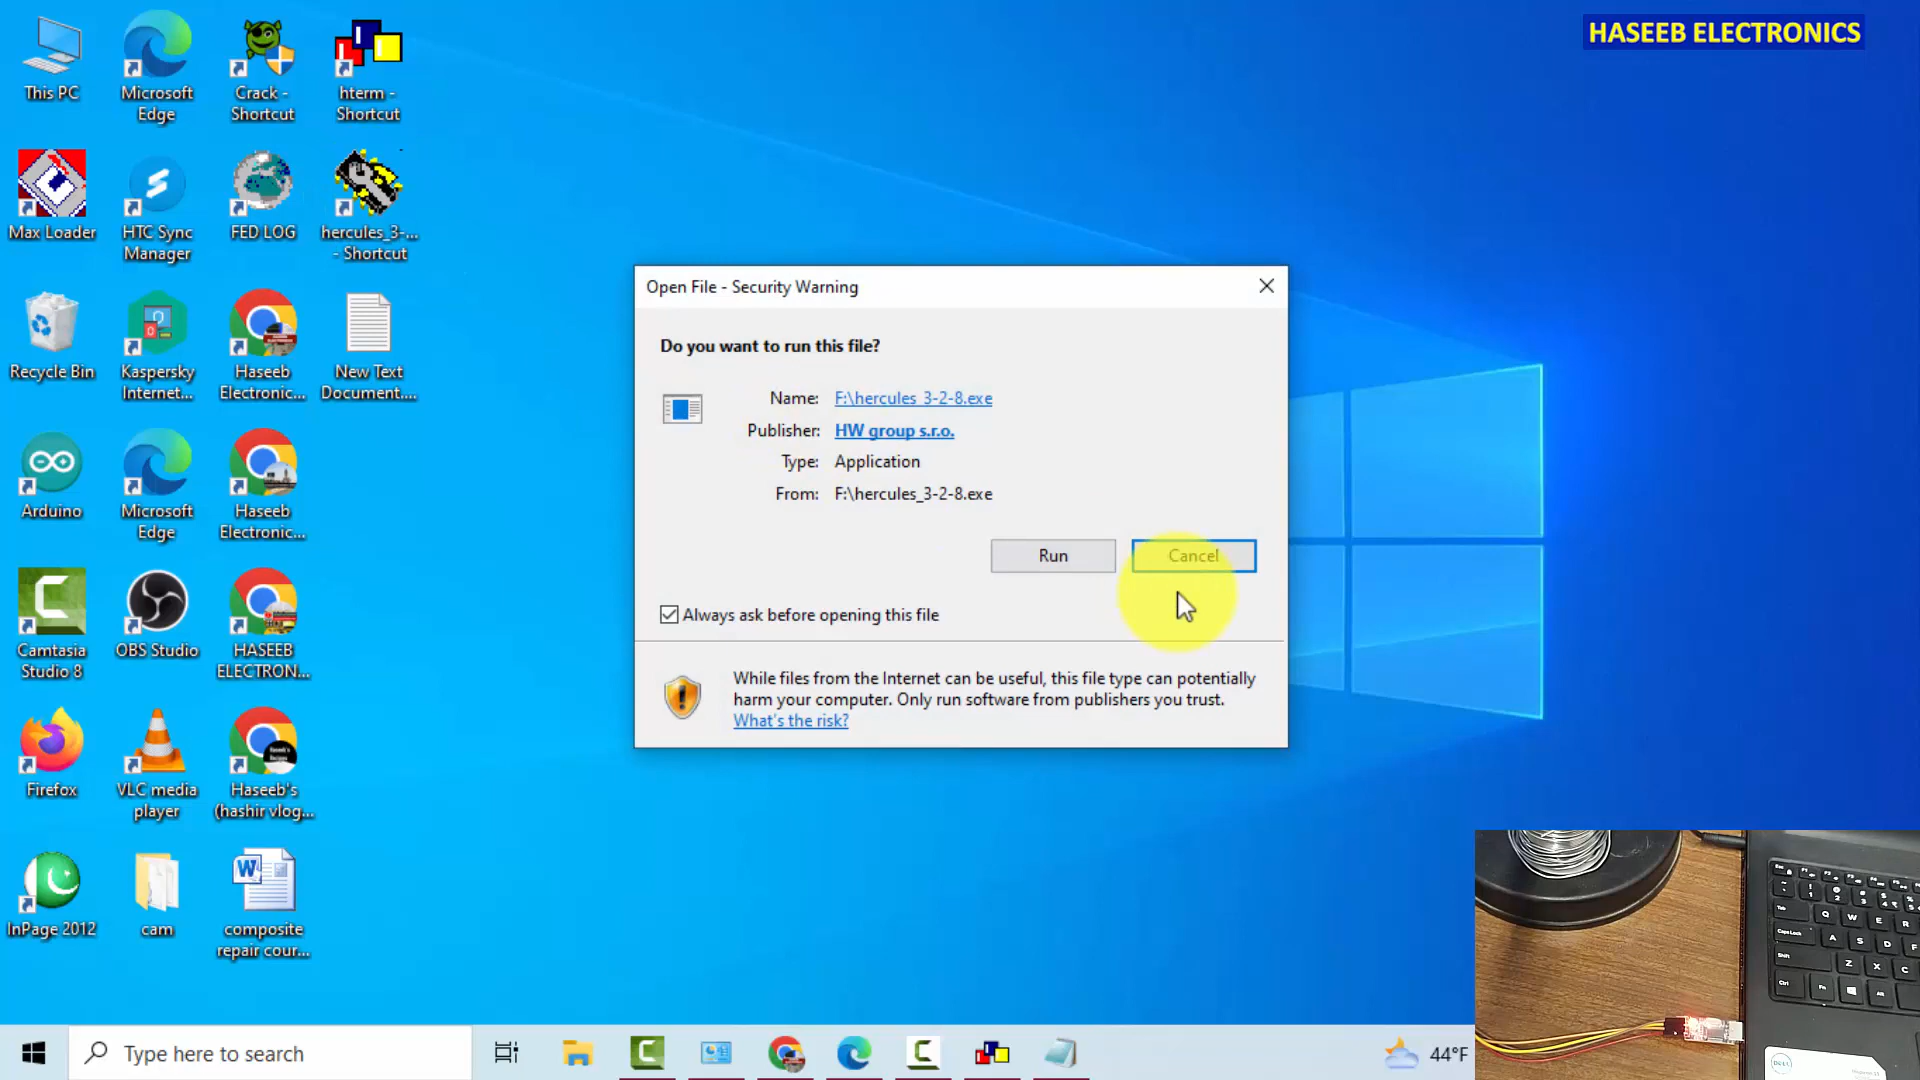 HASEEB ELECTRONICS
This PC
Microsoft
Edge
Crack -
Shortcut
hterm -
Shortcut
Max Loader
HTC Sync
Manager
FED LOG
hercules_3-...
- Shortcut
Recycle Bin
Kaspersky
Internet...
Haseeb
Electronic...
New Text
Document....
Arduino
Microsoft
Edge
Haseeb
Electronic...
Camtasia
Studio 8
OBS Studio
HASEEB
ELECTRON...
Firefox
VLC media
player
Haseeb's
(hashir vlog...
InPage 2012
cam
composite
repair cour...
Open File - Security Warning
Do you want to run this file?
Name: F:\hercules_3-2-8.exe
Publisher: HW group s.r.o.
Type: Application
From: F:\hercules_3-2-8.exe
Run
Cancel
Always ask before opening this file
While files from the Internet can be useful, this file type can potentially
harm your computer. Only run software from publishers you trust.
What's the risk?
Type here to search
44°F